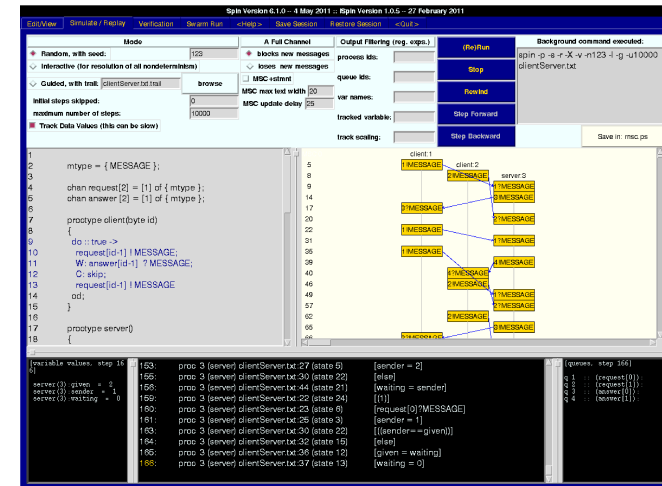 Spin Version 6.1.0 -- 4 May 2011 :: iSpin Version 1.0.5 -- 27 February 2011
Edit/View Simulate / Replay Verification Swarm Run <Help> Save Session Restore Session <Quit>
Mode A Full Channel Output Filtering (reg. exps.) (Re)Run Background command executed:
Random, with seed: 123 blocks new messages process ids: spin -p -s -r -X -v -n123 -l -g -u10000
Interactive (for resolution of all nondeterminism) loses new messages Stop clientServer.txt
Guided, with trail: clientServer.txt.trail browse MSC+stmnt queue ids:
MSC max text width 20 var names: Rewind
initial steps skipped: 0 MSC update delay 25
maximum number of steps: 10000 tracked variable: Step Forward
Track Data Values (this can be slow) track scaling: Step Backward Save in: msc.ps
1
2 mtype = { MESSAGE };
3
4 chan request[2] = [1] of { mtype };
5 chan answer [2] = [1] of { mtype };
6
7 proctype client(byte id)
8 {
9 do :: true ->
10 request[id-1] ! MESSAGE;
11 W: answer[id-1] ? MESSAGE;
12 C: skip;
13 request[id-1] ! MESSAGE
14 od;
15 }
16
17 proctype server()
18 {
client:1
5 1!MESSAGE client:2
8 2!MESSAGE server:3
9 1?MESSAGE
14 3!MESSAGE
17 3?MESSAGE
20 2?MESSAGE
22 1!MESSAGE
31 1?MESSAGE
35 1!MESSAGE
39 4!MESSAGE
40 4?MESSAGE
46 2!MESSAGE
49 1?MESSAGE
57 2?MESSAGE
62 2!MESSAGE
65 3!MESSAGE
66 3?MESSAGE 2?MESSAGE
[variable values, step 16
6]
server(3):given = 2
server(3):sender = 1
server(3):waiting = 0
153: proc 3 (server) clientServer.txt:27 (state 5) [sender = 2]
155: proc 3 (server) clientServer.txt:30 (state 22) [else]
156: proc 3 (server) clientServer.txt:44 (state 21) [waiting = sender]
159: proc 3 (server) clientServer.txt:22 (state 24) [(1)]
160: proc 3 (server) clientServer.txt:23 (state 6) [request[0]?MESSAGE]
161: proc 3 (server) clientServer.txt:25 (state 3) [sender = 1]
163: proc 3 (server) clientServer.txt:30 (state 22) [((sender==given))]
164: proc 3 (server) clientServer.txt:32 (state 15) [else]
165: proc 3 (server) clientServer.txt:36 (state 12) [given = waiting]
166: proc 3 (server) clientServer.txt:37 (state 13) [waiting = 0]
[queues, step 166]
q 1 :: (request[0]):
q 2 :: (request[1]):
q 3 :: (answer[0]):
q 4 :: (answer[1]):